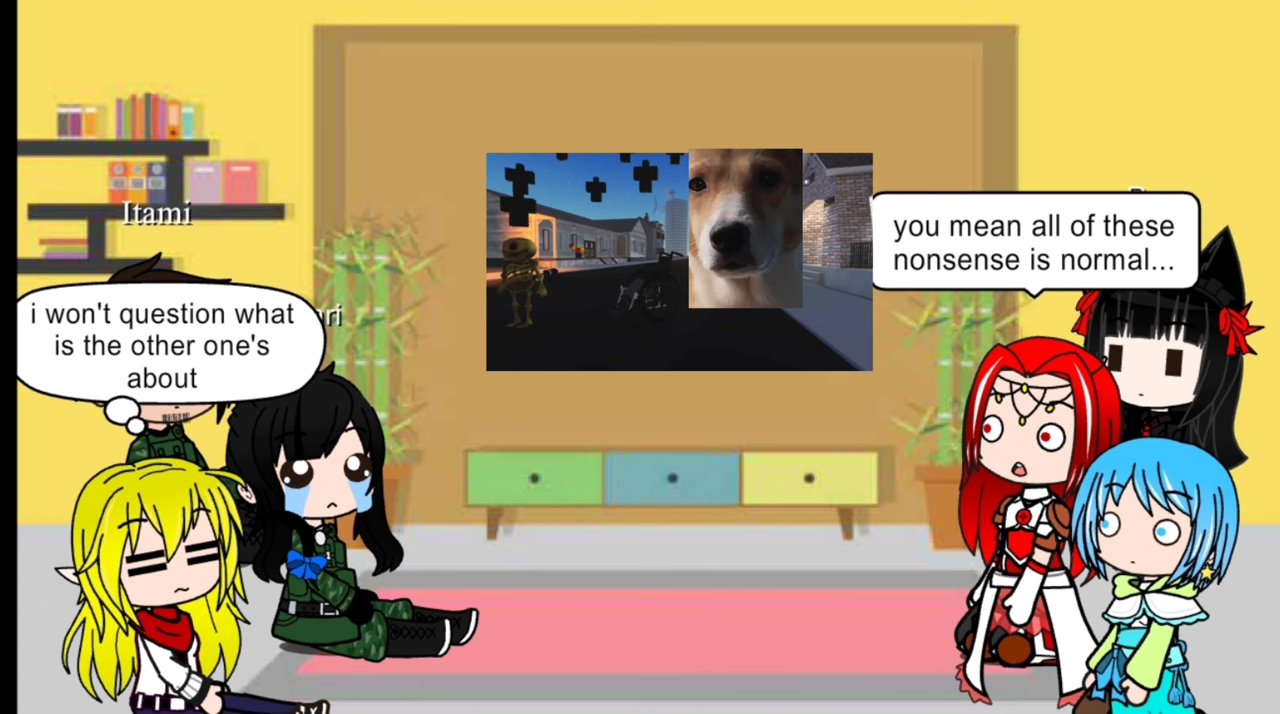 Itami
i won't question what
is the other one's
about
you mean all of these
nonsense is normal...